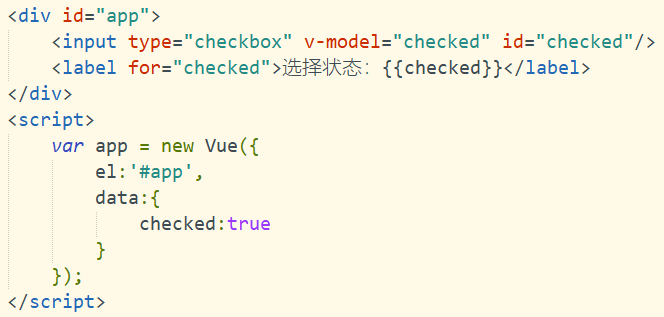 <div id="app">
    <input type="checkbox" v-model="checked" id="checked"/>
    <label for="checked">选择状态：{{checked}}</label>
</div>
<script>
    var app = new Vue({
        el:'#app',
        data:{
            checked:true
        }
    });
</script>